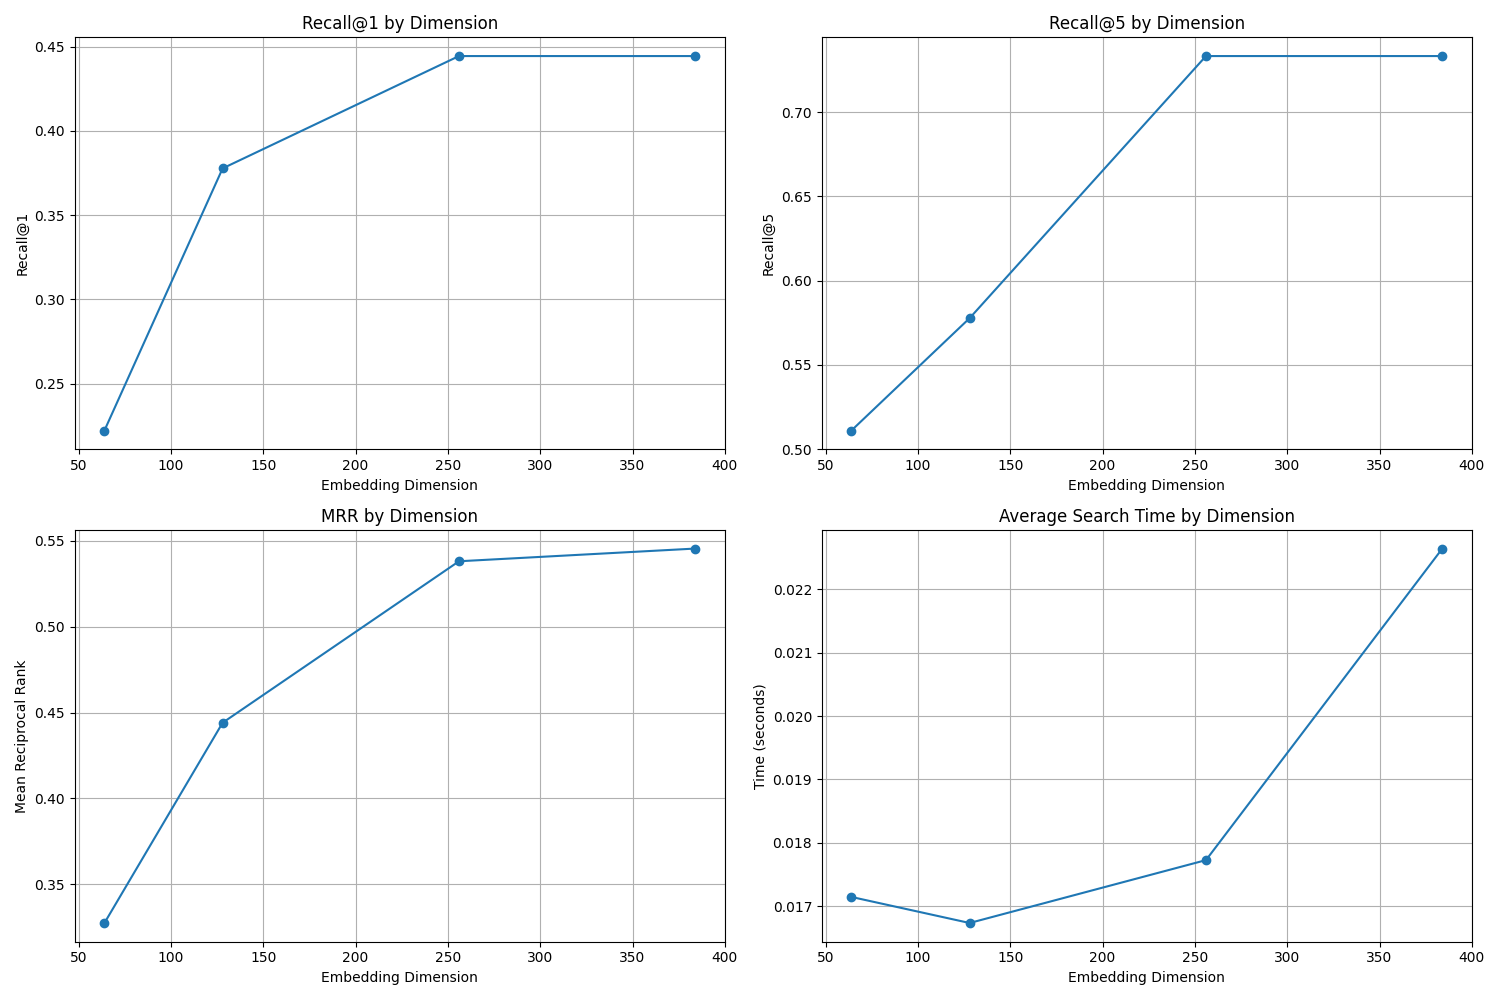 Recall@1 by Dimension
Recall@1
0.45
0.40
0.35
0.30
0.25
50 100 150 200 250 300 350 400
Embedding Dimension
Recall@5 by Dimension
Recall@5
0.70
0.65
0.60
0.55
0.50
50 100 150 200 250 300 350 400
Embedding Dimension
MRR by Dimension
Mean Reciprocal Rank
0.55
0.50
0.45
0.40
0.35
50 100 150 200 250 300 350 400
Embedding Dimension
Average Search Time by Dimension
Time (seconds)
0.022
0.021
0.020
0.019
0.018
0.017
50 100 150 200 250 300 350 400
Embedding Dimension